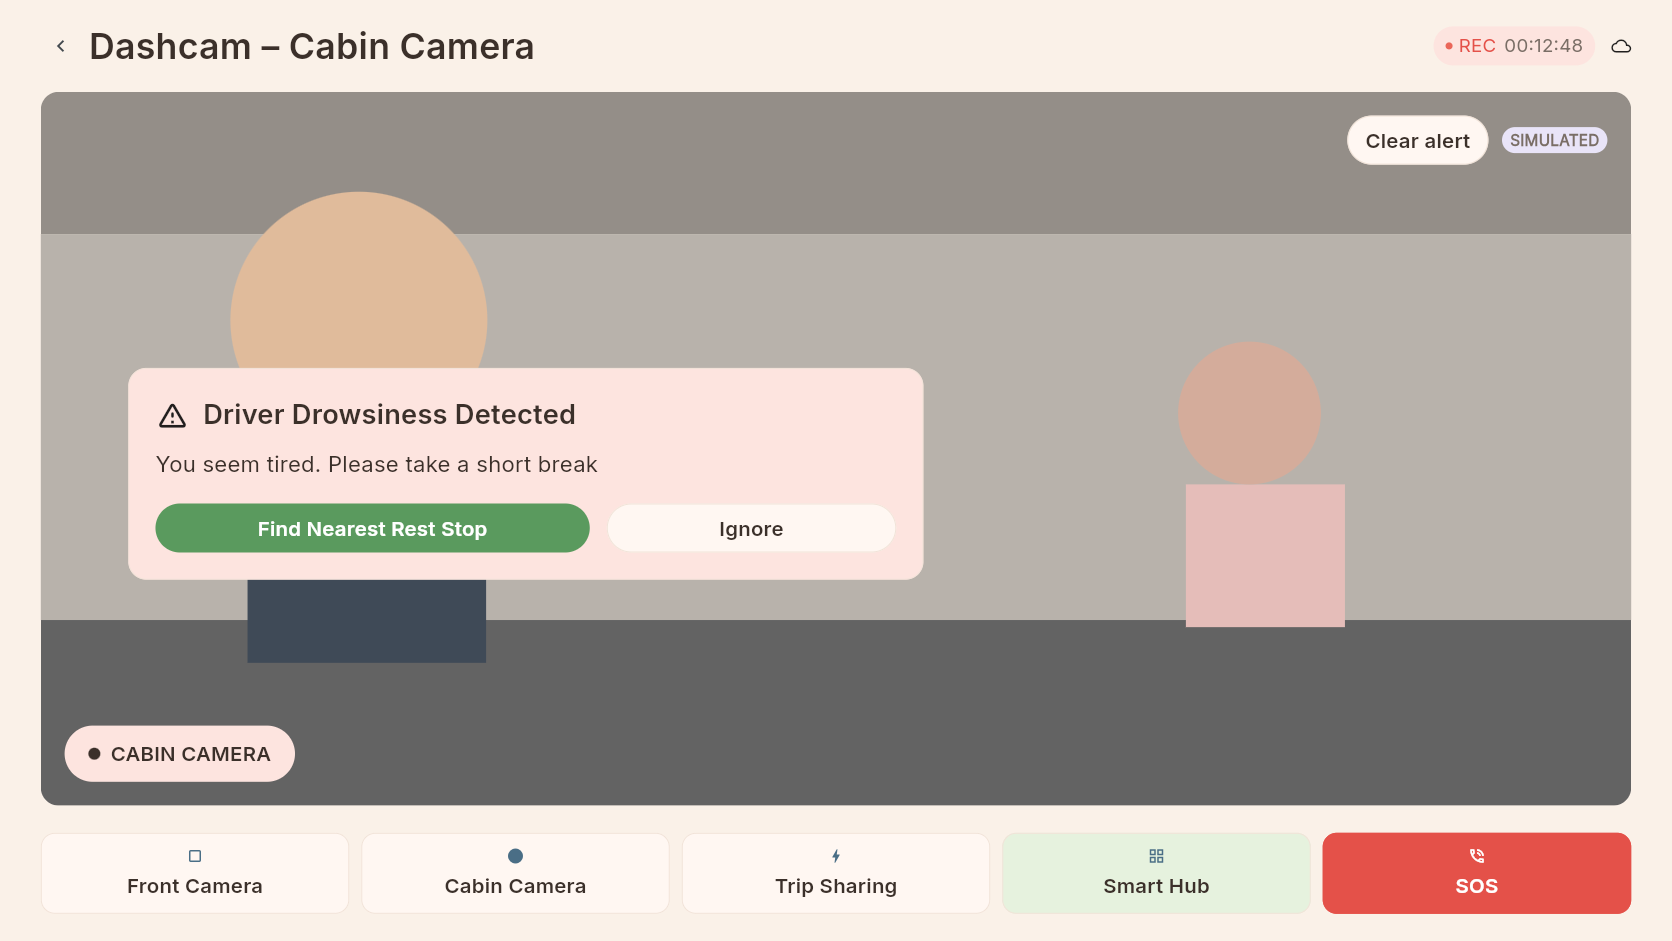 Dashcam – Cabin Camera
REC 00:12:48
Clear alert
SIMULATED
Driver Drowsiness Detected
You seem tired. Please take a short break
Find Nearest Rest Stop
Ignore
CABIN CAMERA
Front Camera
Cabin Camera
Trip Sharing
Smart Hub
SOS